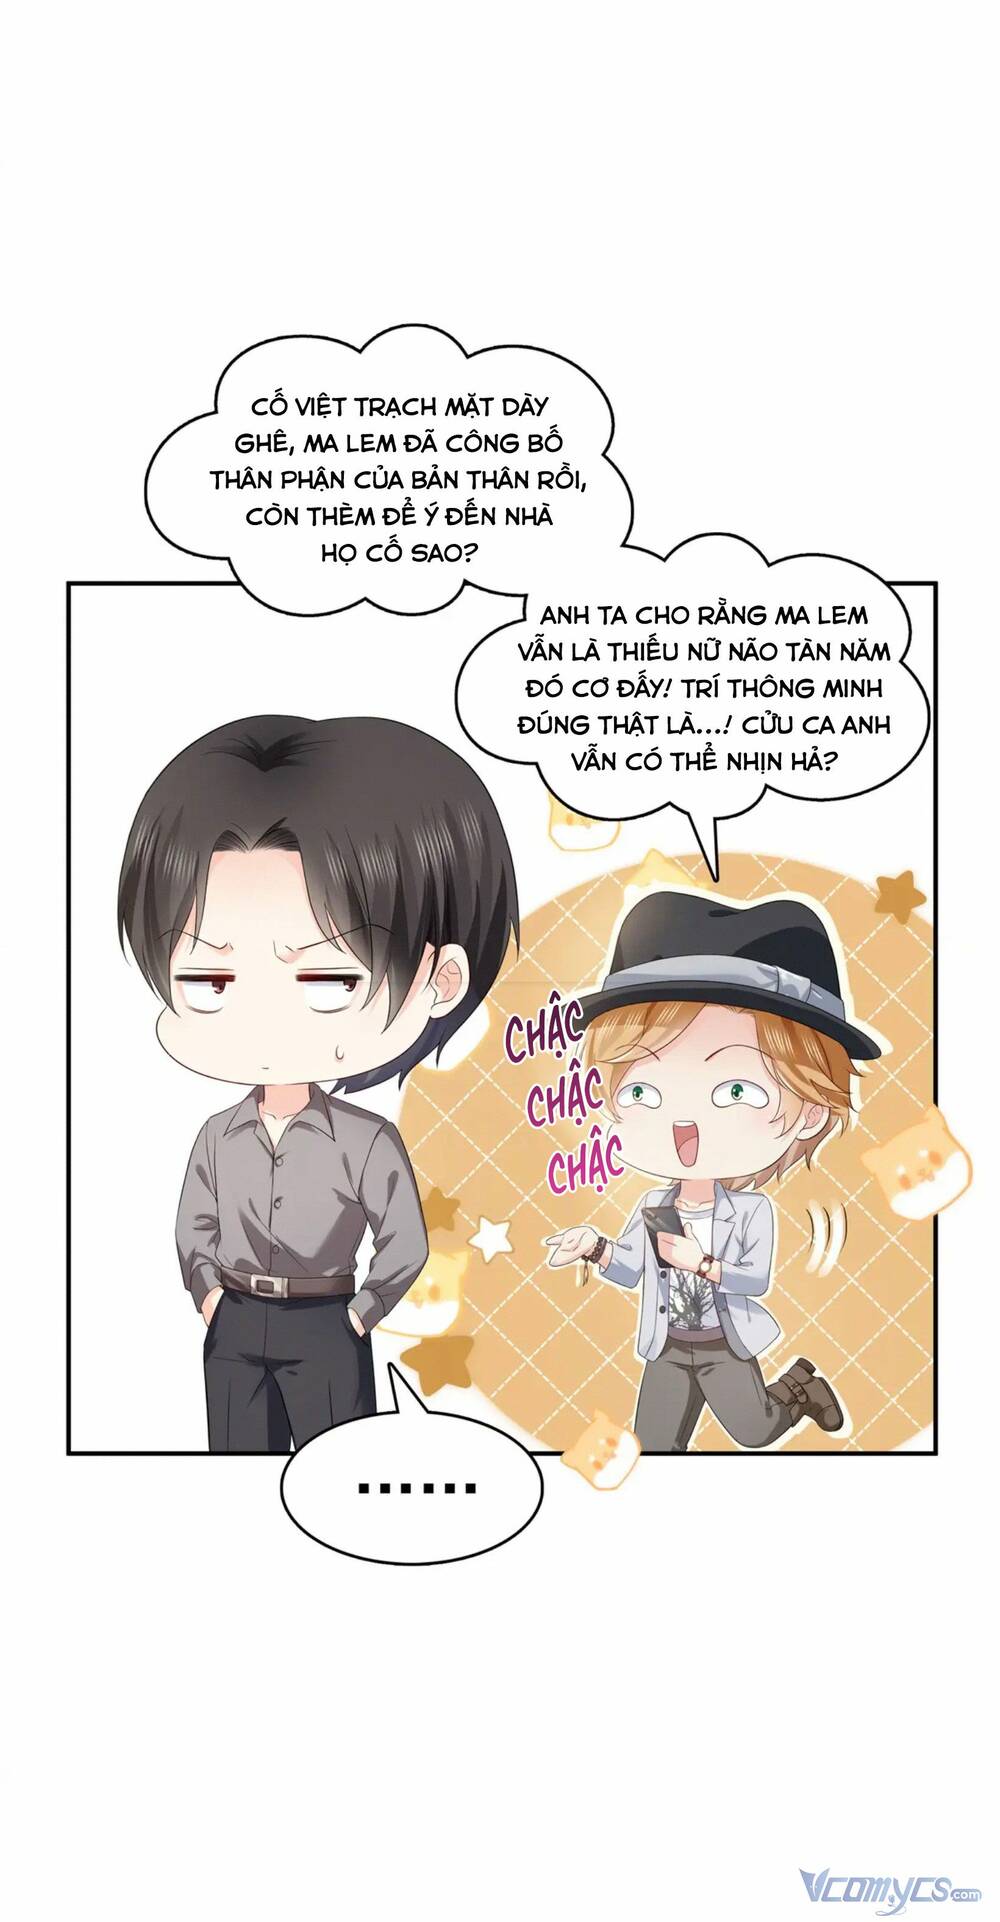 CỐ VIỆT TRẠCH MẶT DÀY
GHÊ, MA LEM ĐÃ CÔNG BỐ
THÂN PHẬN CỦA BẢN THÂN RỒI,
CÒN THÈM ĐỂ Ý ĐẾN NHÀ
HỌ CỐ SAO?
ANH TA CHO RẰNG MA LEM
VẪN LÀ THIẾU NỮ NÃO TÀN NĂM
ĐÓ CƠ ĐẤY! TRÍ THÔNG MINH
ĐÚNG THẬT LÀ...! CỬU CA ANH
VẪN CÓ THỂ NHỊN HẢ?
CHẬC
CHẬC
CHẬC
......
VCOMYCS.com